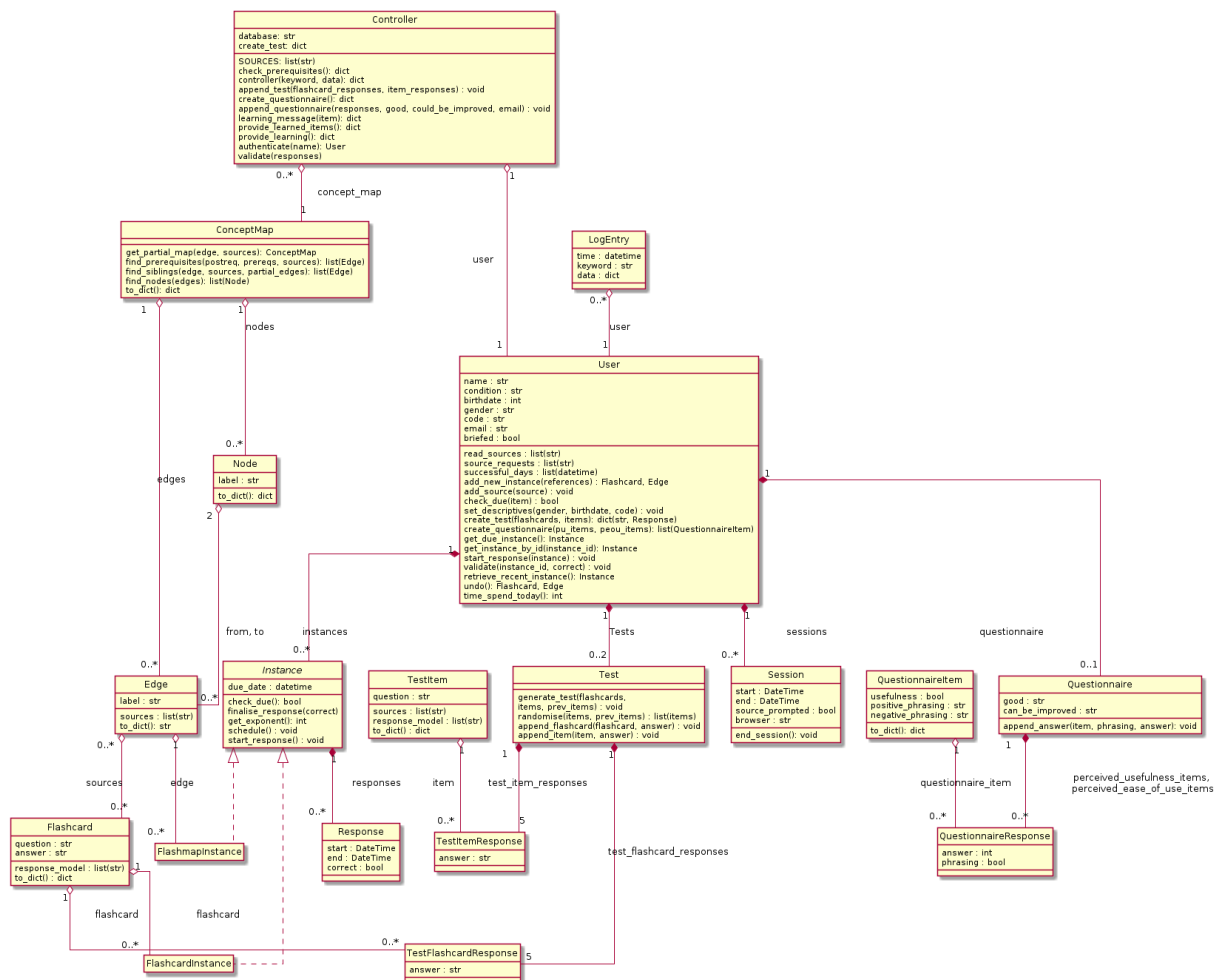 Controller
database: str
create_test: dict
SOURCES: list(str)
check_prerequisites(): dict
controller(keyword, data): dict
append_test(flashcard_responses, item_responses) : void
create_questionnaire(): dict
append_questionnaire(responses, good, could_be_improved, email) : void
learning_message(item): dict
provide_learned_items(): dict
provide_learning(): dict
authenticate(name): User
validate(responses)
0..*
1
concept_map
1
ConceptMap
get_partial_map(edge, sources): ConceptMap
find_prerequisites(postreq, prereqs, sources): list(Edge)
find_siblings(edge, sources, partial_edges): list(Edge)
find_nodes(edges): list(Node)
to_dict(): dict
LogEntry
time : datetime
keyword : str
data : dict
user
0..*
1
1
nodes
user
1
1
User
name : str
condition : str
birthdate : int
gender : str
code : str
email : str
briefed : bool
read_sources : list(str)
source_requests : list(str)
successful_days : list(datetime)
add_new_instance(references) : Flashcard, Edge
add_source(source) : void
check_due(item) : bool
set_descriptives(gender, birthdate, code) : void
create_test(flashcards, items): dict(str, Response)
create_questionnaire(pu_items, peou_items): list(QuestionnaireItem)
get_due_instance(): Instance
get_instance_by_id(instance_id): Instance
start_response(instance) : void
validate(instance_id, correct) : void
retrieve_recent_instance(): Instance
undo(): Flashcard, Edge
time_spend_today(): int
0..*
Node
label : str
to_dict(): dict
edges
2
1
1
1
1
from, to
instances
Tests
sessions
questionnaire
0..*
0..*
0..*
0..2
0..*
0..1
Edge
label : str
sources : list(str)
to_dict(): str
Instance
due_date : datetime
check_due(): bool
finalise_response(correct)
get_exponent(): int
schedule() : void
start_response() : void
TestItem
question : str
sources : list(str)
response_model : list(str)
to_dict() : dict
Test
generate_test(flashcards,
items, prev_items) : void
randomise(items, prev_items) : list(items)
append_flashcard(flashcard, answer) : void
append_item(item, answer) : void
Session
start : DateTime
end : DateTime
source_prompted : bool
browser : str
end_session(): void
QuestionnaireItem
usefulness : bool
positive_phrasing : str
negative_phrasing : str
to_dict(): dict
Questionnaire
good : str
can_be_improved : str
append_answer(item, phrasing, answer): void
0..*
1
1
1
1
1
1
1
sources
edge
responses
item
test_item_responses
questionnaire_item
perceived_usefulness_items,
perceived_ease_of_use_items
0..*
0..*
0..*
0..*
5
0..*
0..*
Flashcard
question : str
answer : str
response_model : list(str)
to_dict() : dict
FlashmapInstance
Response
start : DateTime
end : DateTime
correct : bool
TestItemResponse
answer : str
QuestionnaireResponse
answer : int
phrasing : bool
test_flashcard_responses
1
1
flashcard
flashcard
0..*
0..*
5
FlashcardInstance
TestFlashcardResponse
answer : str